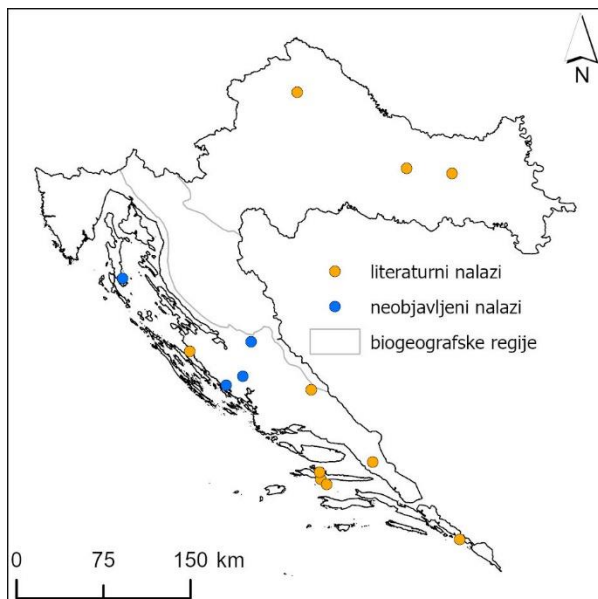 N
literaturni nalazi
neobjavljeni nalazi
biogeografske regije
0 75 150 km